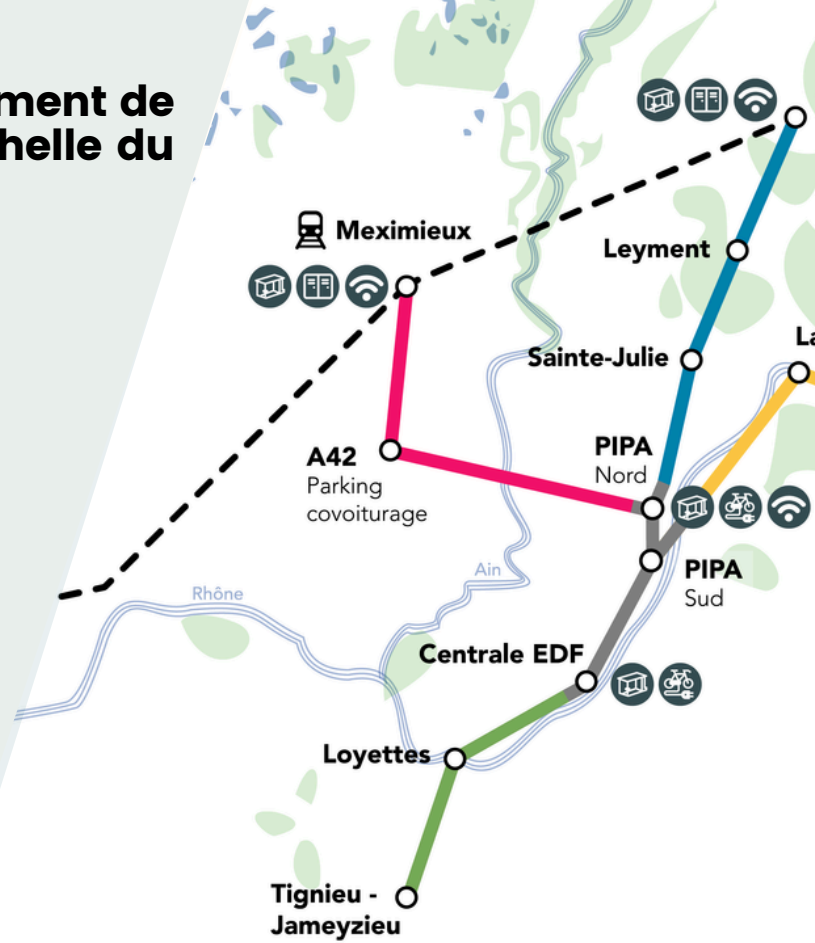 ment de
helle du
Meximieux
Leyment
La
Sainte-Julie
PIPA
Nord
A42
Parking
covoiturage
Ain
PIPA
Sud
Rhône
Centrale EDF
Loyettes
Tignieu -
Jameyzieu